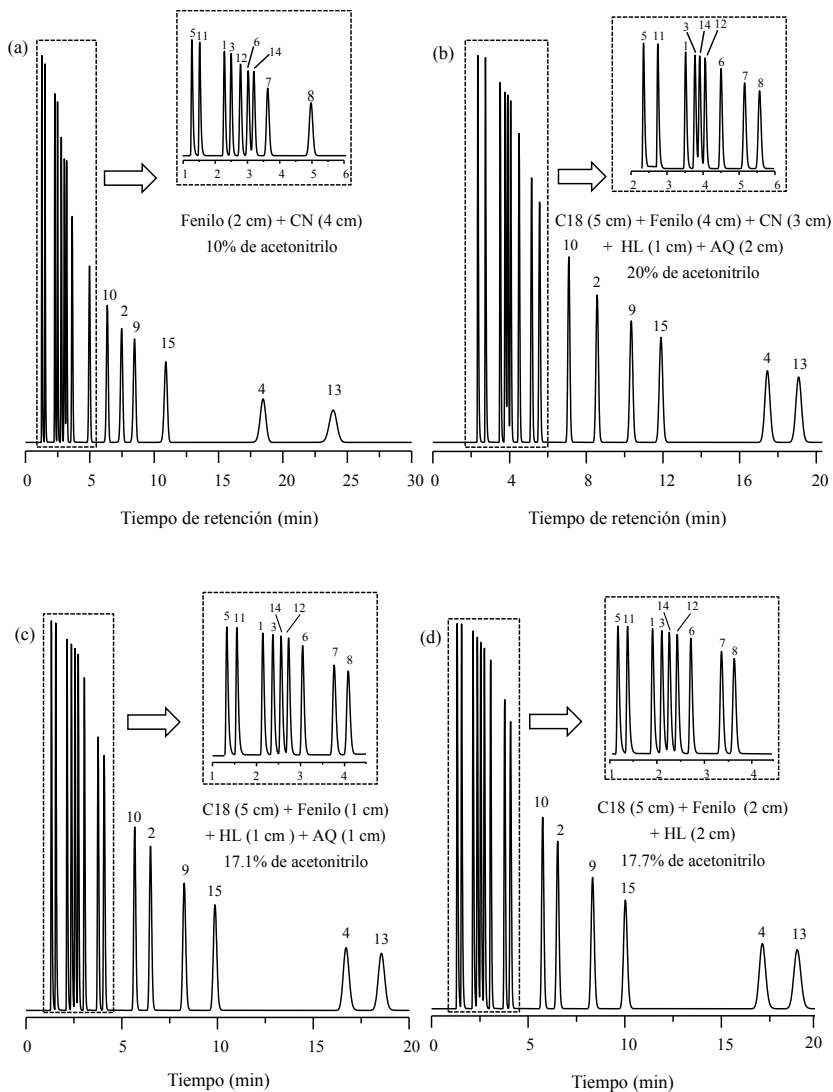 (a)
5 11
1
3
12
6
14
7
8
1 2 3 4 5 6
Fenilo (2 cm) + CN (4 cm)
10% de acetonitrilo
10
2
9
15
4
13
0 5 10 15 20 25 30
Tiempo de retención (min)
(b)
5 11
3
14
12
1
6
7
8
2 3 4 5 6
C18 (5 cm) + Fenilo (4 cm) + CN (3 cm)
+ HL (1 cm) + AQ (2 cm)
20% de acetonitrilo
10
2
9
15
4
13
0 4 8 12 16 20
Tiempo de retención (min)
(c)
5 11
14
12
1 3
6
7
8
1 2 3 4
C18 (5 cm) + Fenilo (1 cm)
+ HL (1 cm ) + AQ (1 cm)
17.1% de acetonitrilo
10
2
9
15
4
13
0 5 10 15 20
Tiempo (min)
(d)
5 11
14
12
1 3
6
7
8
1 2 3 4
C18 (5 cm) + Fenilo (2 cm)
+ HL (2 cm)
17.7% de acetonitrilo
10
2
9
15
4
13
0 5 10 15 20
Tiempo (min)